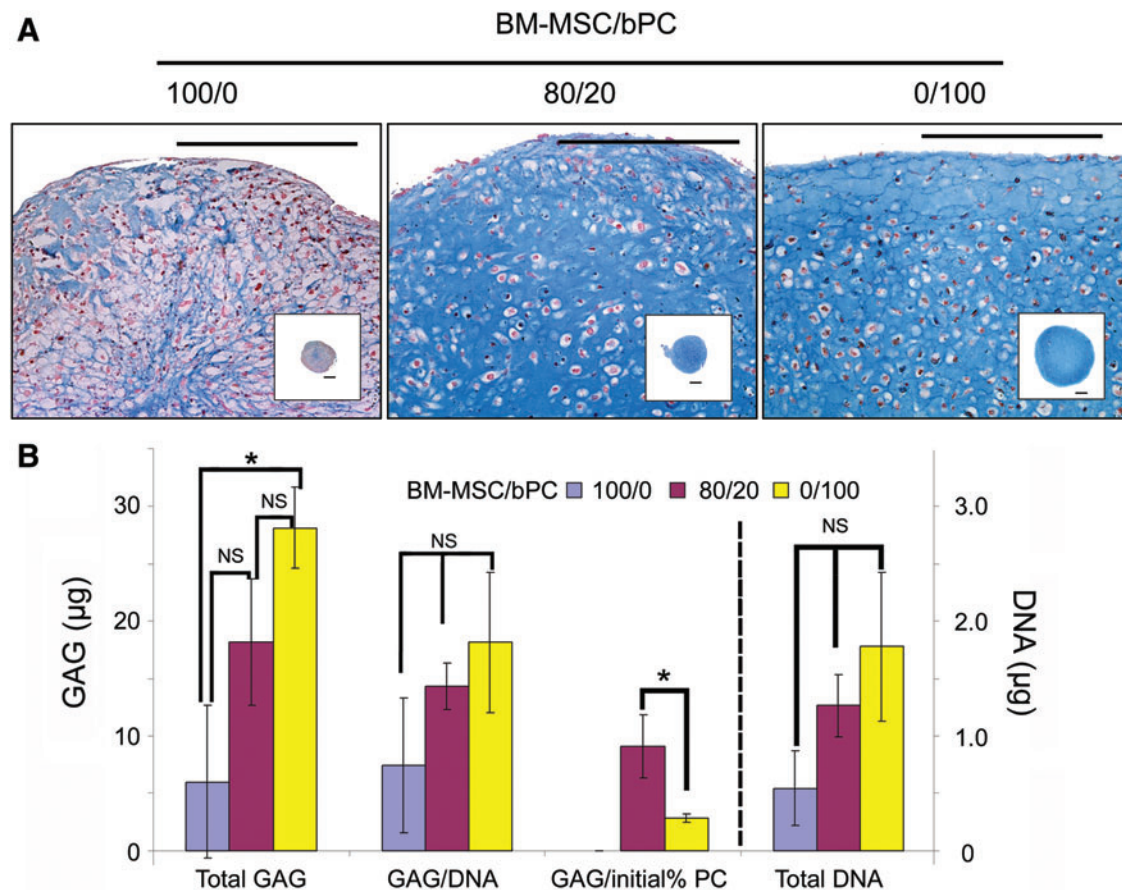 A
BM-MSC/bPC
100/0 80/20 0/100
B
BM-MSC/bPC 100/0 80/20 0/100
GAG (µg)
30
20
10
0
*
NS
NS
NS
*
NS
3.0
2.0
1.0
0
DNA (µg)
Total GAG GAG/DNA GAG/initial% PC Total DNA